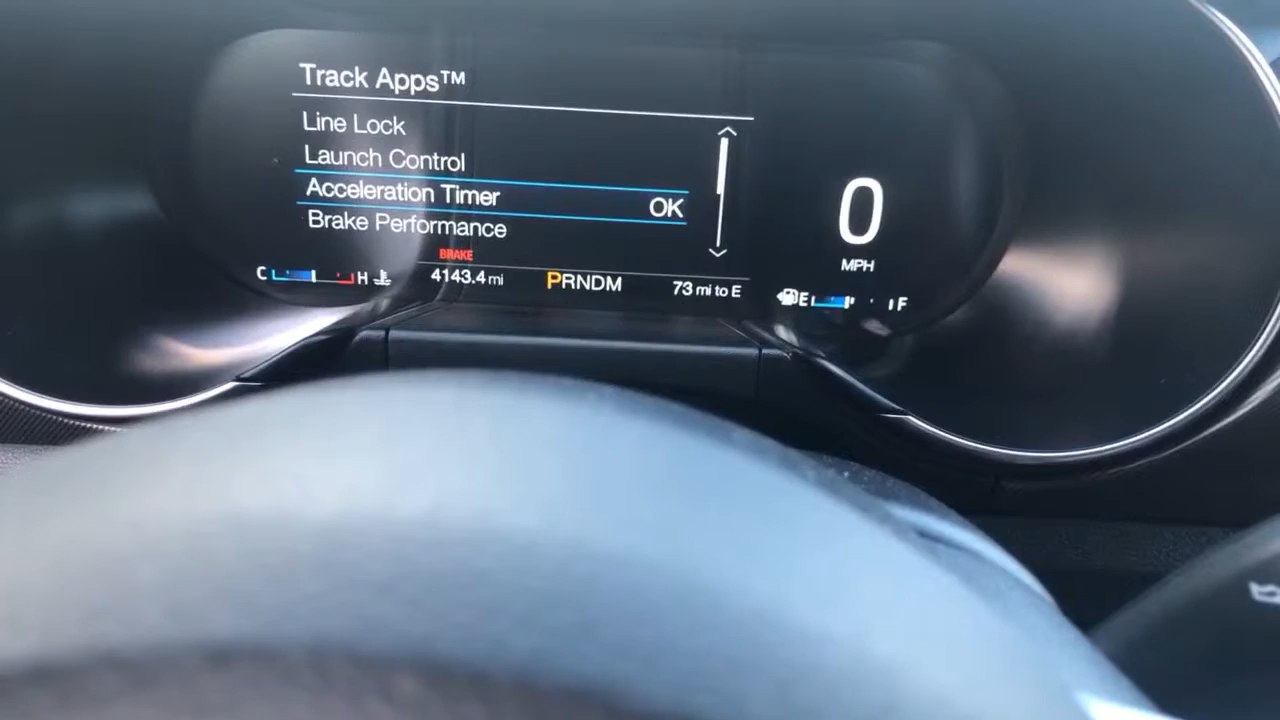 Track Apps™
Line Lock
Launch Control
Acceleration Timer OK
Brake Performance
BRAKE
C H 4143.4 mi PRNDM 73 mi to E
0
MPH
E F